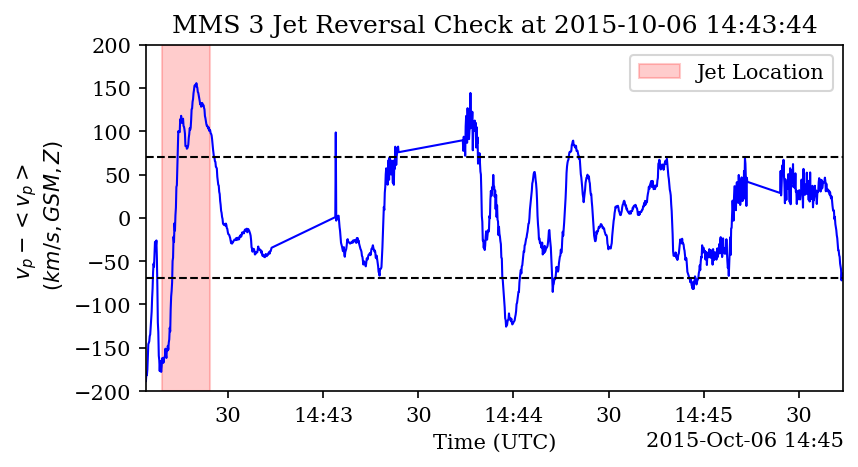 MMS 3 Jet Reversal Check at 2015-10-06 14:43:44
Jet Location
v_p − < v_p >
(km/s, GSM, Z)
200
150
100
50
0
−50
−100
−150
−200
30 14:43 30 14:44 30 14:45 30
Time (UTC)
2015-Oct-06 14:45